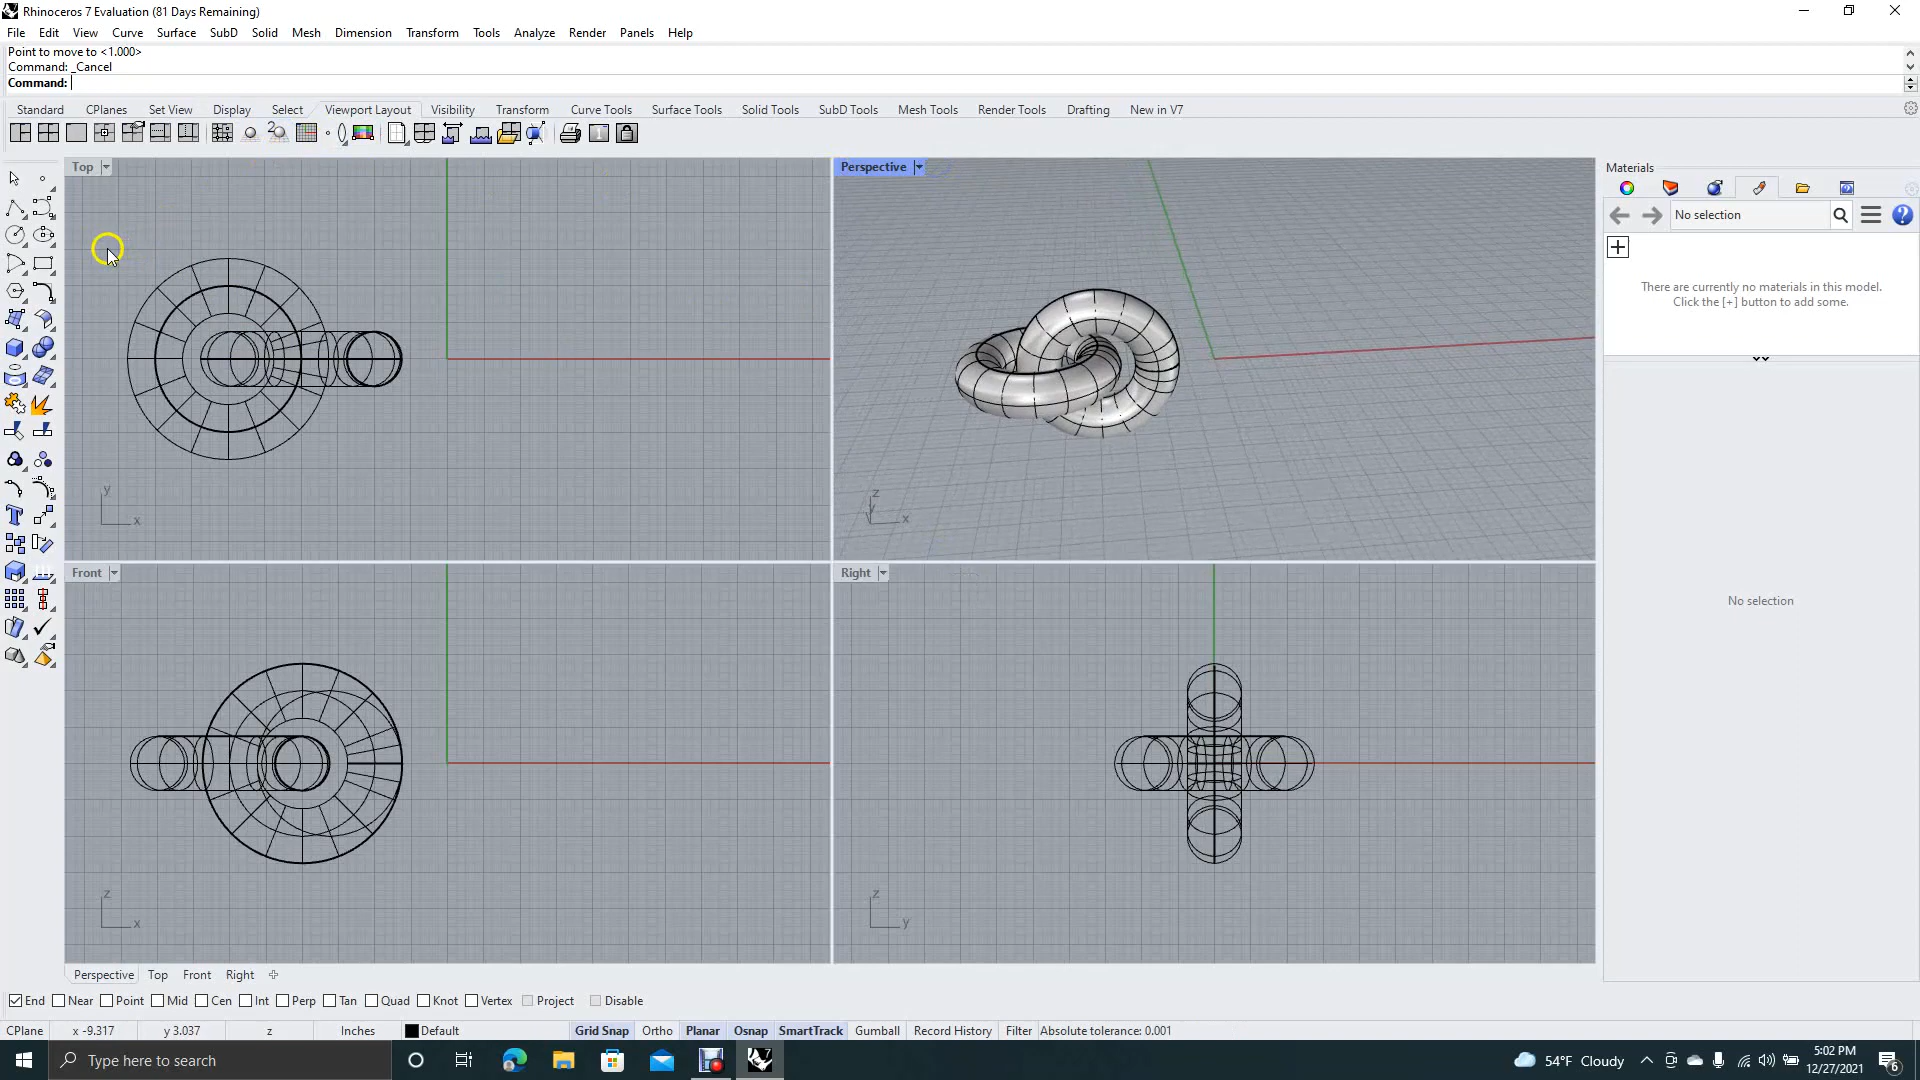 Rhinoceros 7 Evaluation (81 Days Remaining)
File Edit View Curve Surface SubD Solid Mesh Dimension Transform Tools Analyze Render Panels Help
Point to move to <1.000>
Command: _Cancel
Command:
Standard CPlanes Set View Display Select Viewport Layout Visibility Transform Curve Tools Surface Tools Solid Tools SubD Tools Mesh Tools Render Tools Drafting New in V7
Top
Perspective
Materials
No selection
There are currently no materials in this model.
Click the [+] button to add some.
y
x
z
y
x
Front
Right
No selection
z
x
z
y
Perspective Top Front Right
End Near Point Mid Cen Int Perp Tan Quad Knot Vertex Project Disable
CPlane x -9.317 y 3.037 z Inches Default Grid Snap Ortho Planar Osnap SmartTrack Gumball Record History Filter Absolute tolerance: 0.001
Type here to search
54°F Cloudy
5:02 PM
12/27/2021
6